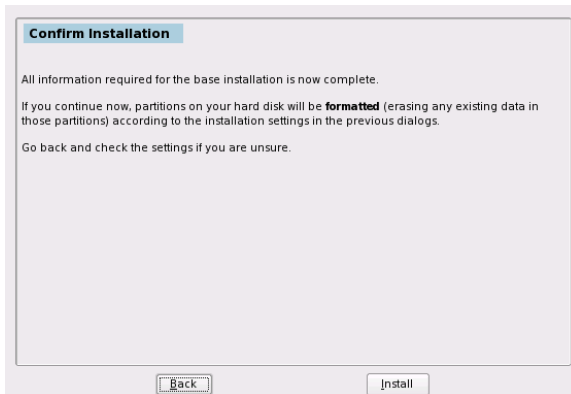 Confirm Installation
All information required for the base installation is now complete.
If you continue now, partitions on your hard disk will be formatted (erasing any existing data in
those partitions) according to the installation settings in the previous dialogs.
Go back and check the settings if you are unsure.
Back
Install